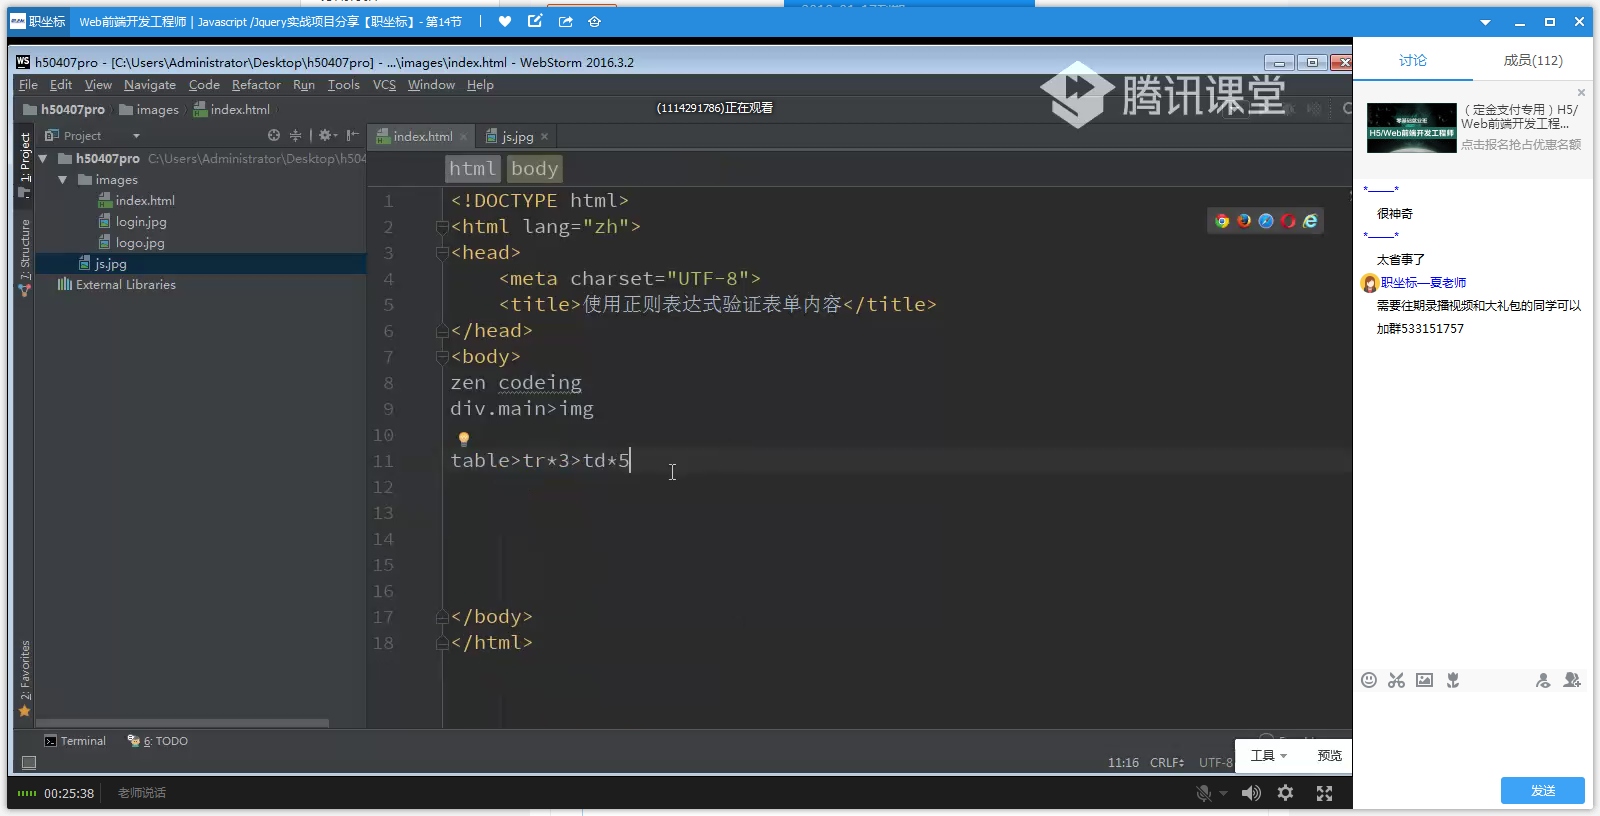 职坐标 Web前端开发工程师 | Javascript /Jquery实战项目分享【职坐标】- 第14节
h50407pro - [C:\Users\Administrator\Desktop\h50407pro] - ...\images\index.html - WebStorm 2016.3.2
File Edit View Navigate Code Refactor Run Tools VCS Window Help
h50407pro images index.html
(1114291786)正在观看
腾讯课堂
Project
index.html js.jpg
1: Project
7: Structure
2: Favorites
h50407pro C:\Users\Administrator\Desktop\h504
images
index.html
login.jpg
logo.jpg
js.jpg
External Libraries
html body
1 <!DOCTYPE html>
2 <html lang="zh">
3 <head>
4 <meta charset="UTF-8">
5 <title>使用正则表达式验证表单内容</title>
6 </head>
7 <body>
8 zen codeing
9 div.main>img
10
11 table>tr*3>td*5
12
13
14
15
16
17 </body>
18 </html>
Terminal 6: TODO
11:16 CRLF UTF-8
工具 预览
00:25:38 老师说话
讨论 成员(112)
（定金支付专用）H5/
Web前端开发工程...
点击报名抢占优惠名额
H5/Web前端开发工程师
*——*
很神奇
*——*
太省事了
职坐标—夏老师
需要往期录播视频和大礼包的同学可以
加群533151757
发送